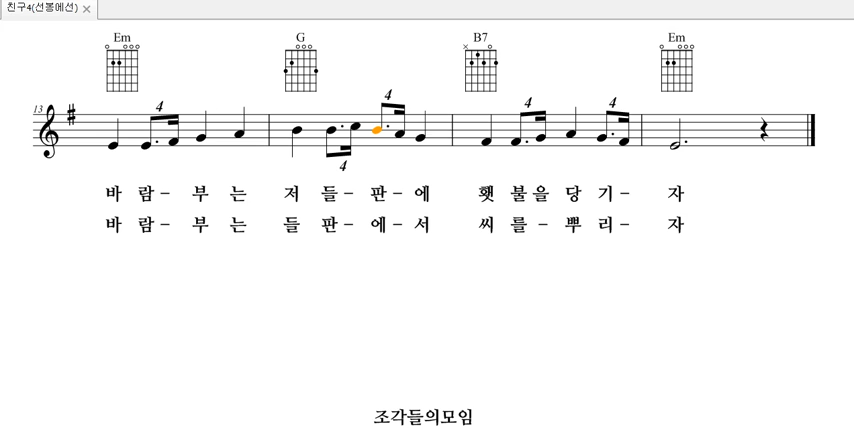 친구4(선봉에선)
Em G B7 Em
13
4 4 4 4 4
바 람 - 부 는 저 들 - 판 - 에 횃 불 을 당 기 - 자
바 람 - 부 는 들 판 - 에 - 서 씨 를 - 뿌 리 - 자
조각들의모임